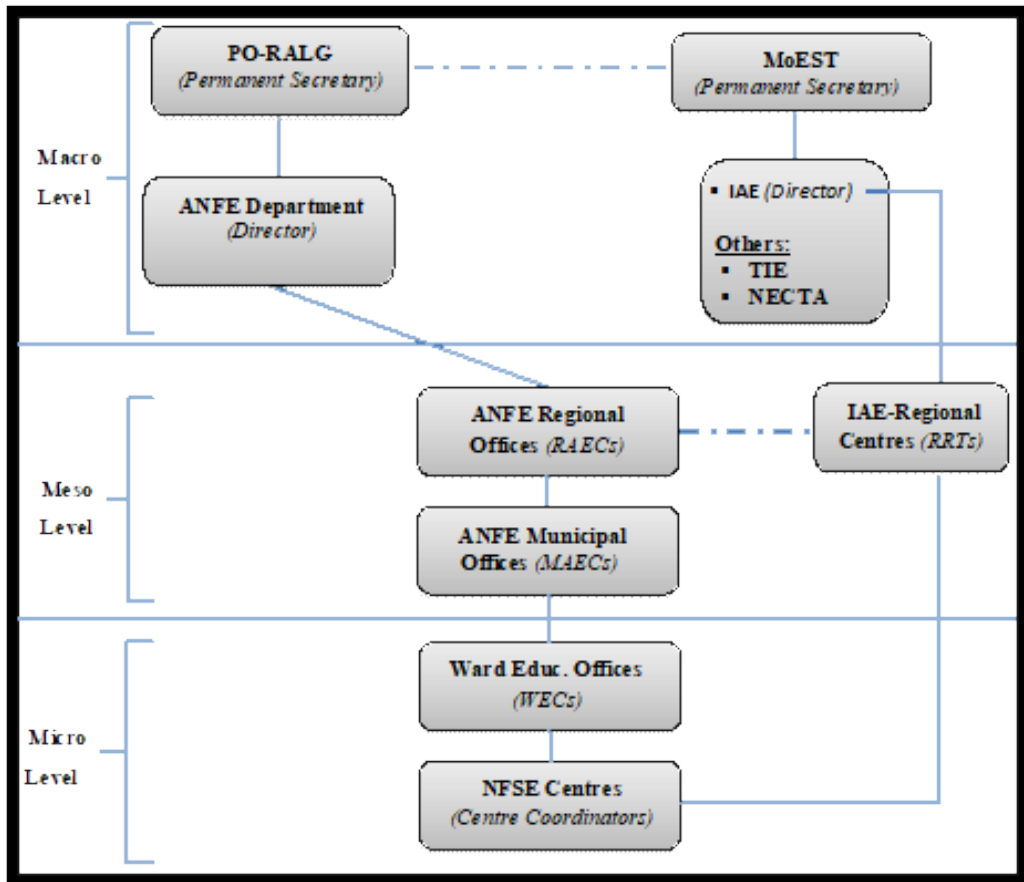 PO-RALG
(Permanent Secretary)
MoEST
(Permanent Secretary)
Macro
Level
ANFE Department
(Director)
▪ IAE (Director)
Others:
▪ TIE
▪ NECTA
ANFE Regional
Offices (RAECs)
IAE-Regional
Centres (RRTs)
Meso
Level
ANFE Municipal
Offices (MAECs)
Ward Educ. Offices
(WECs)
Micro
Level
NFSE Centres
(Centre Coordinators)